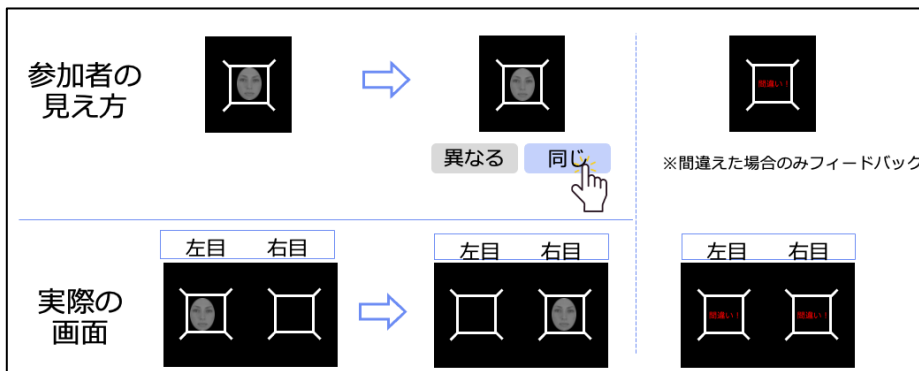 参加者の
見え方
間違い！
異なる
同じ
※間違えた場合のみフィードバック
左目 右目
左目 右目
左目 右目
実際の
画面
間違い！
間違い！